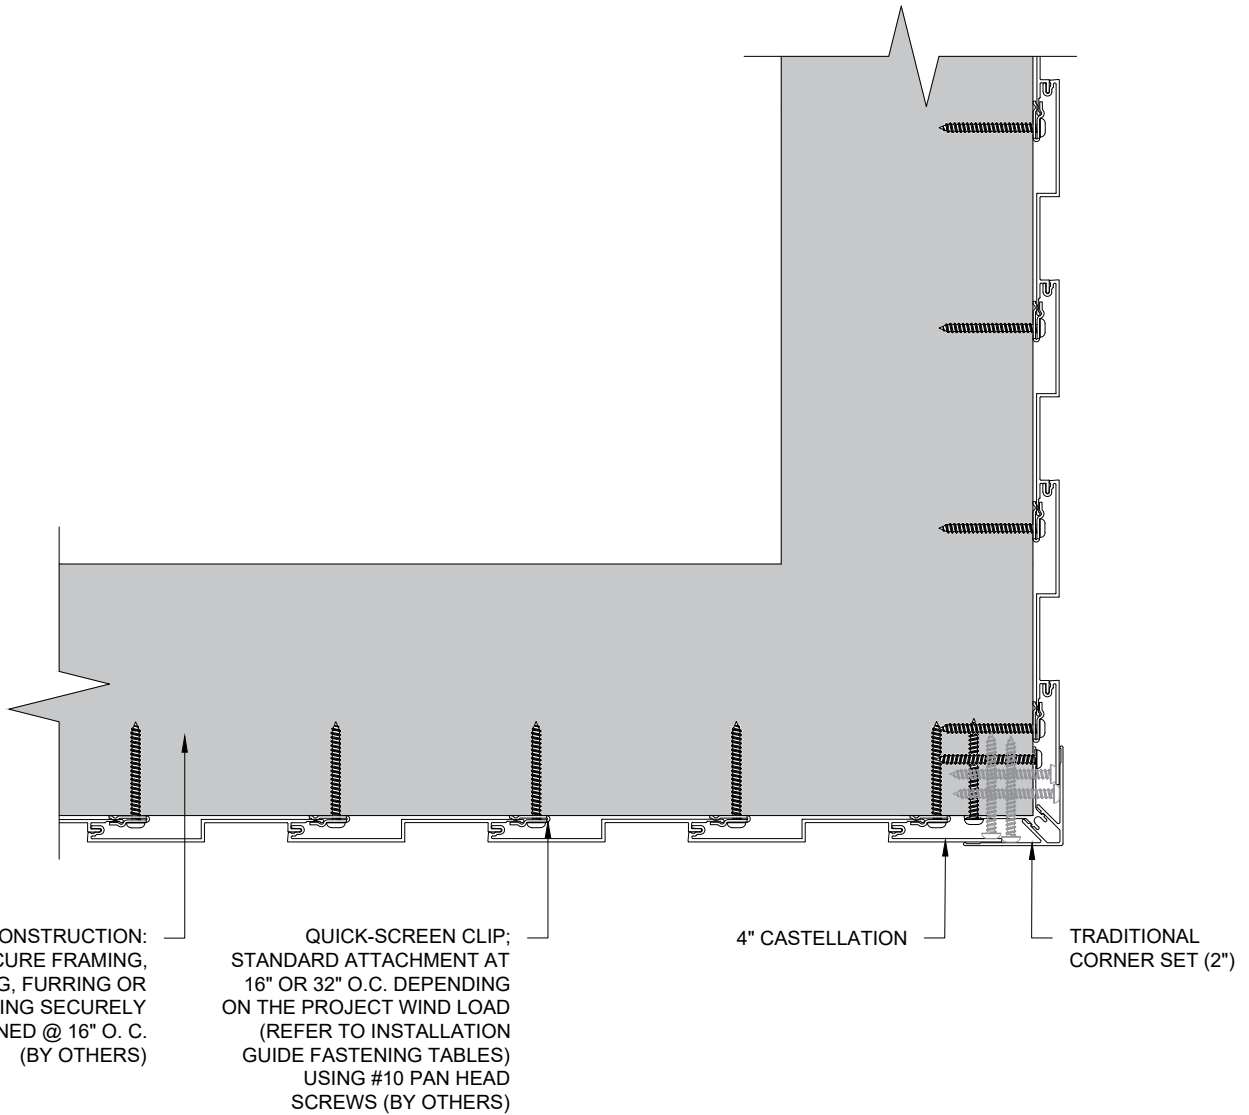 ONSTRUCTION:
CURE FRAMING,
G, FURRING OR
ING SECURELY
NED @ 16" O. C.
(BY OTHERS)
QUICK-SCREEN CLIP;
STANDARD ATTACHMENT AT
16" OR 32" O.C. DEPENDING
ON THE PROJECT WIND LOAD
(REFER TO INSTALLATION
GUIDE FASTENING TABLES)
USING #10 PAN HEAD
SCREWS (BY OTHERS)
4" CASTELLATION
TRADITIONAL
CORNER SET (2")